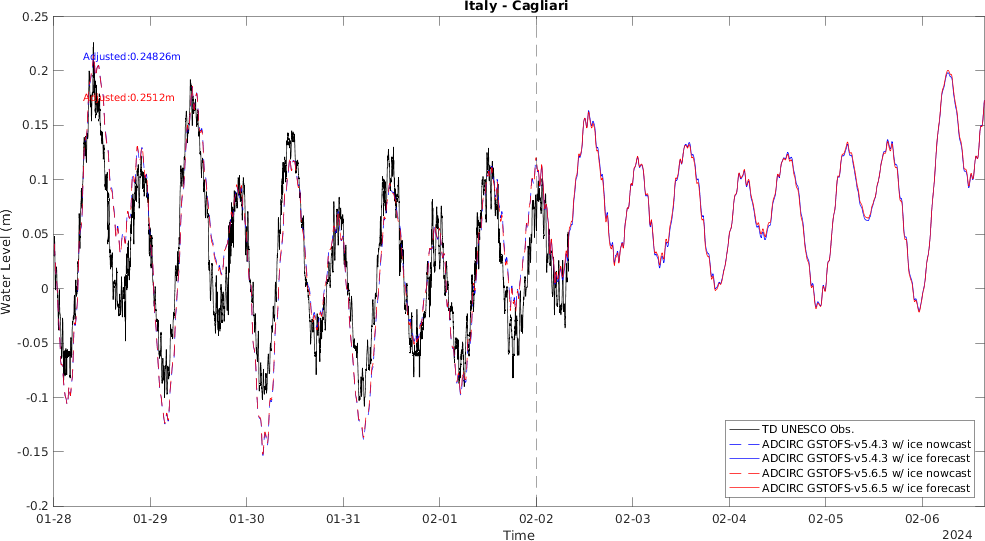 Italy - Cagliari
0.25
0.2
0.15
0.1
0.05
0
-0.05
-0.1
-0.15
-0.2
Water Level (m)
Adjusted:0.24826m
Adjusted:0.2512m
TD UNESCO Obs.
ADCIRC GSTOFS-v5.4.3 w/ ice nowcast
ADCIRC GSTOFS-v5.4.3 w/ ice forecast
ADCIRC GSTOFS-v5.6.5 w/ ice nowcast
ADCIRC GSTOFS-v5.6.5 w/ ice forecast
01-28 01-29 01-30 01-31 02-01 02-02 02-03 02-04 02-05 02-06
Time
2024